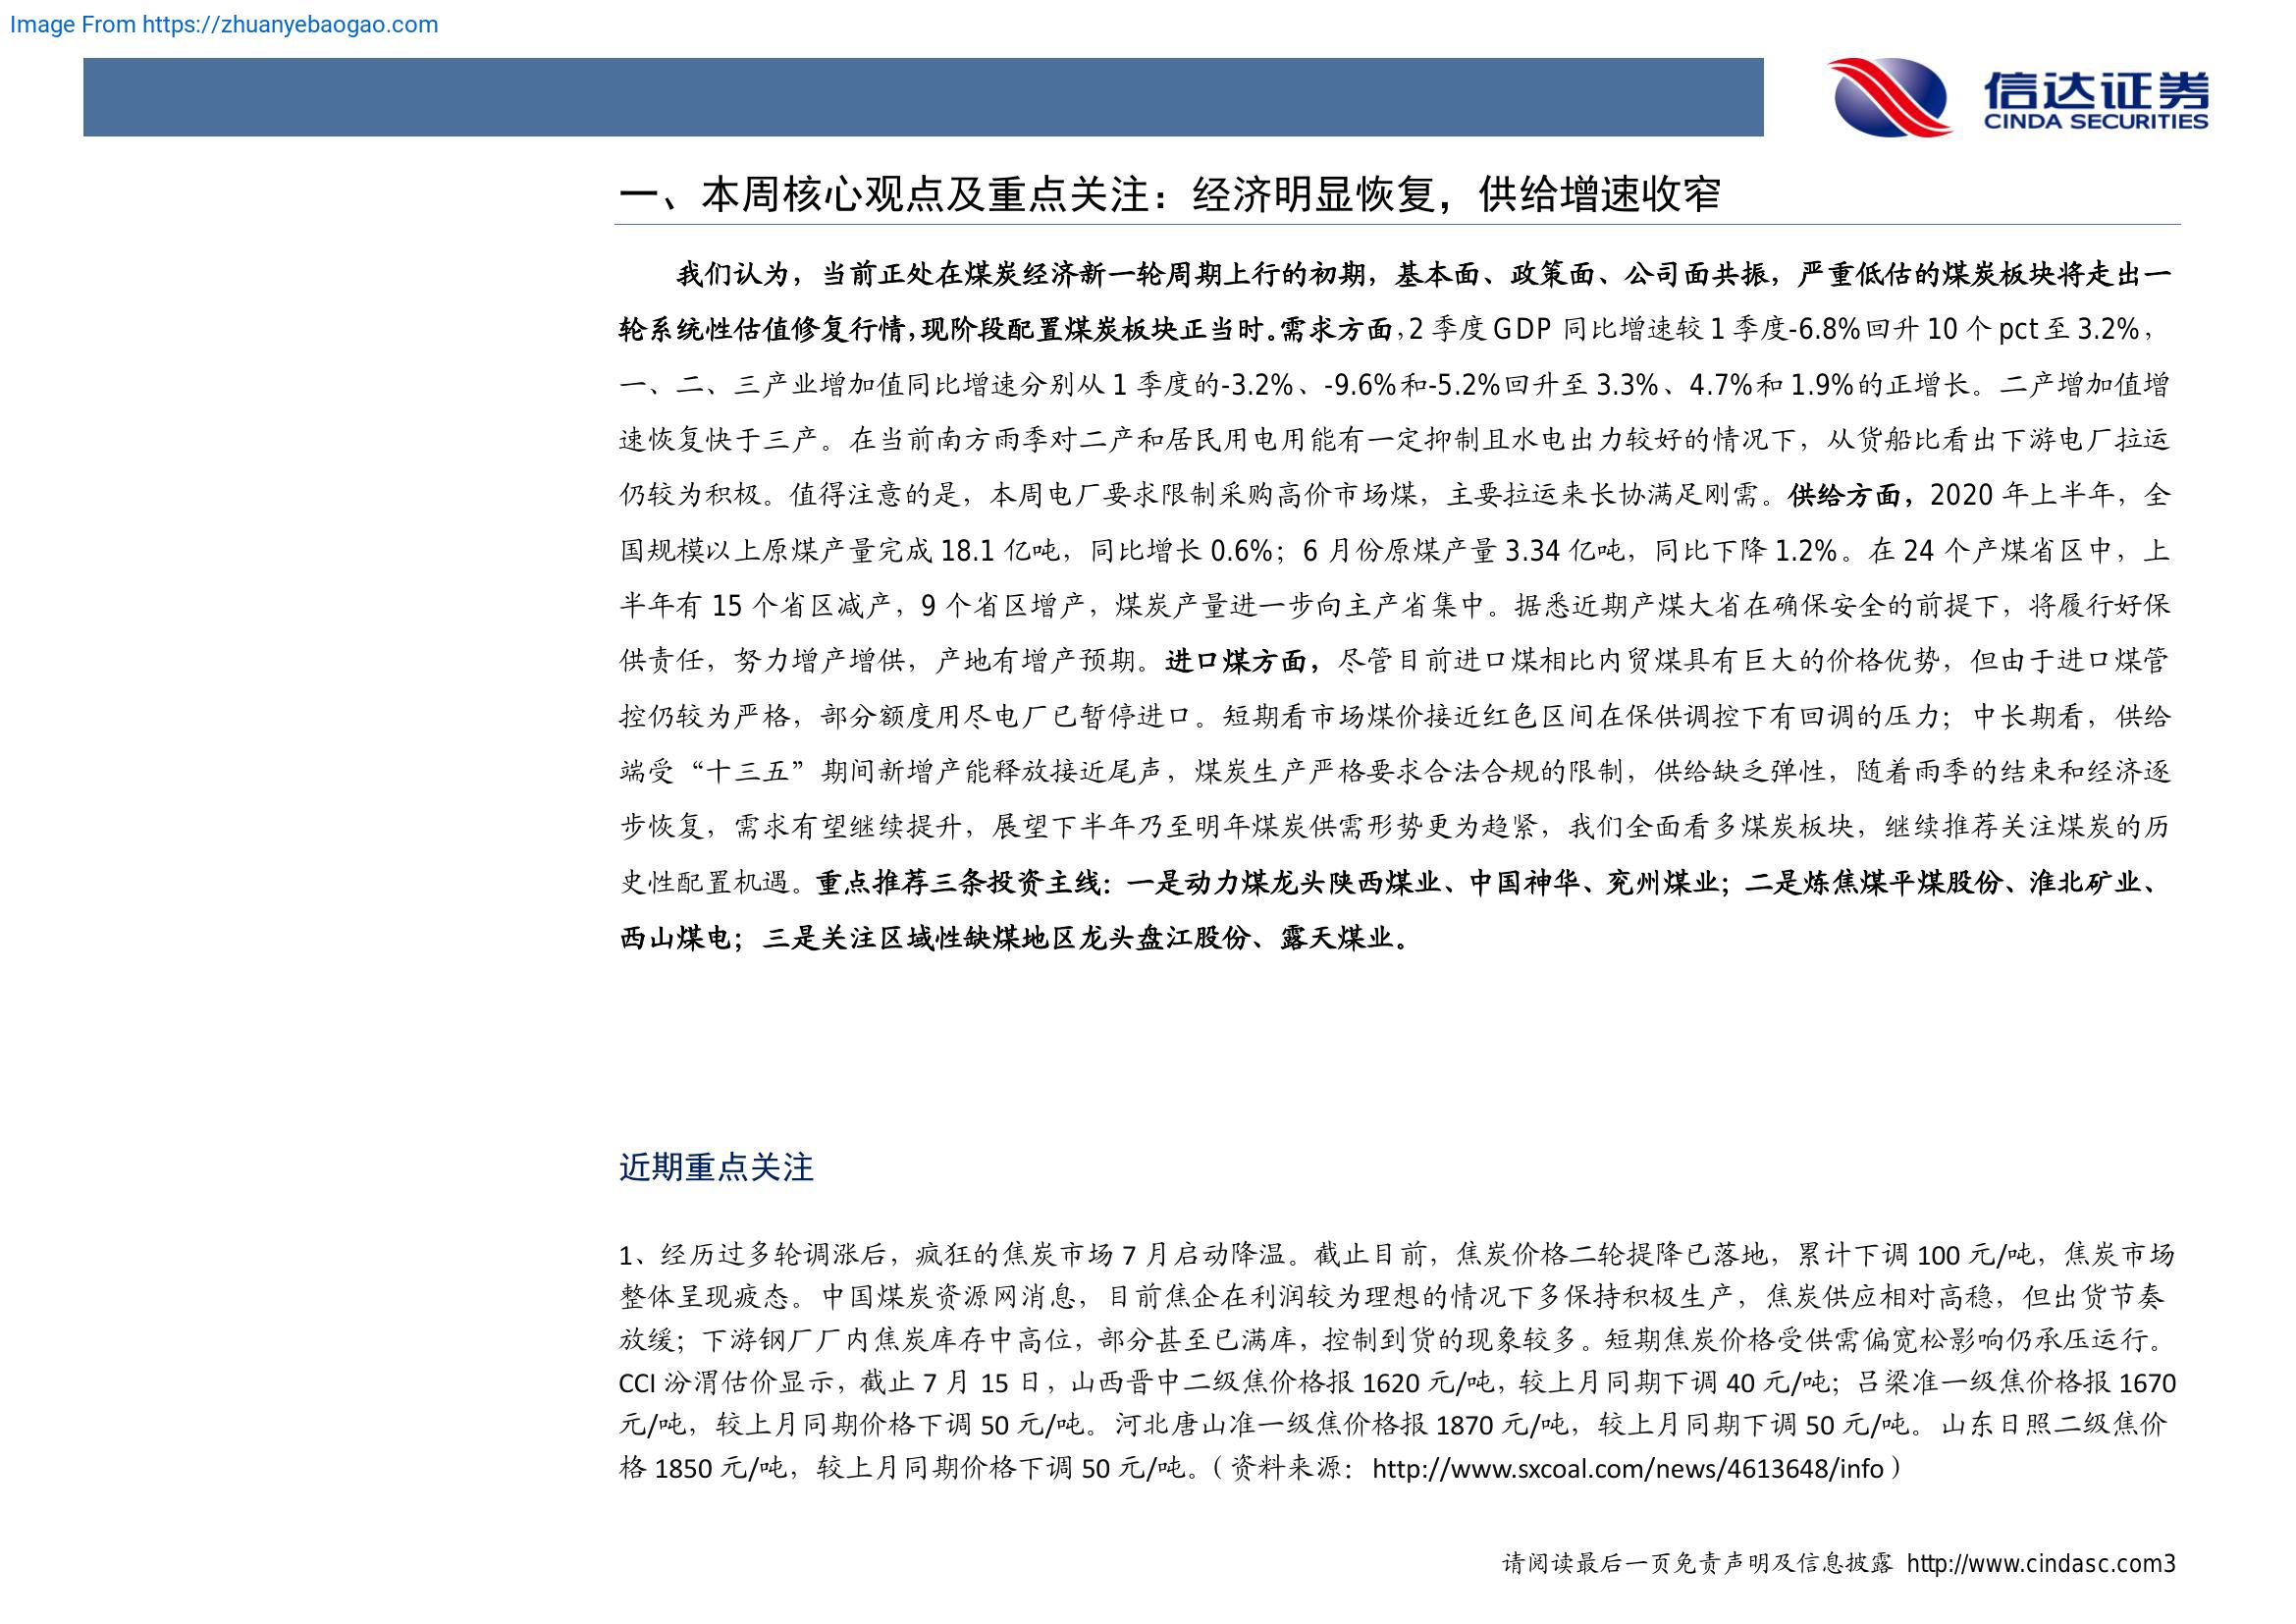 Image From https://zhuanyebaogao.com
信达证券
CINDA SECURITIES
一、本周核心观点及重点关注：经济明显恢复，供给增速收窄
我们认为，当前正处在煤炭经济新一轮周期上行的初期，基本面、政策面、公司面共振，严重低估的煤炭板块将走出一
轮系统性估值修复行情，现阶段配置煤炭板块正当时。需求方面，2 季度 GDP 同比增速较 1 季度-6.8%回升 10 个 pct 至 3.2%，
一、二、三产业增加值同比增速分别从 1 季度的-3.2%、-9.6%和-5.2%回升至 3.3%、4.7%和 1.9%的正增长。二产增加值增
速恢复快于三产。在当前南方雨季对二产和居民用电用能有一定抑制且水电出力较好的情况下，从货船比看出下游电厂拉运
仍较为积极。值得注意的是，本周电厂要求限制采购高价市场煤，主要拉运来长协满足刚需。供给方面，2020 年上半年，全
国规模以上原煤产量完成 18.1 亿吨，同比增长 0.6%；6 月份原煤产量 3.34 亿吨，同比下降 1.2%。在 24 个产煤省区中，上
半年有 15 个省区减产，9 个省区增产，煤炭产量进一步向主产省集中。据悉近期产煤大省在确保安全的前提下，将履行好保
供责任，努力增产增供，产地有增产预期。进口煤方面，尽管目前进口煤相比内贸煤具有巨大的价格优势，但由于进口煤管
控仍较为严格，部分额度用尽电厂已暂停进口。短期看市场煤价接近红色区间在保供调控下有回调的压力；中长期看，供给
端受“十三五”期间新增产能释放接近尾声，煤炭生产严格要求合法合规的限制，供给缺乏弹性，随着雨季的结束和经济逐
步恢复，需求有望继续提升，展望下半年乃至明年煤炭供需形势更为趋紧，我们全面看多煤炭板块，继续推荐关注煤炭的历
史性配置机遇。重点推荐三条投资主线：一是动力煤龙头陕西煤业、中国神华、兖州煤业；二是炼焦煤平煤股份、淮北矿业、
西山煤电；三是关注区域性缺煤地区龙头盘江股份、露天煤业。
近期重点关注
1、经历过多轮调涨后，疯狂的焦炭市场 7 月启动降温。截止目前，焦炭价格二轮提降已落地，累计下调 100 元/吨，焦炭市场
整体呈现疲态。中国煤炭资源网消息，目前焦企在利润较为理想的情况下多保持积极生产，焦炭供应相对高稳，但出货节奏
放缓；下游钢厂厂内焦炭库存中高位，部分甚至已满库，控制到货的现象较多。短期焦炭价格受供需偏宽松影响仍承压运行。
CCI 汾渭估价显示，截止 7 月 15 日，山西晋中二级焦价格报 1620 元/吨，较上月同期下调 40 元/吨；吕梁准一级焦价格报 1670
元/吨，较上月同期价格下调 50 元/吨。河北唐山准一级焦价格报 1870 元/吨，较上月同期下调 50 元/吨。山东日照二级焦价
格 1850 元/吨，较上月同期价格下调 50 元/吨。（资料来源：http://www.sxcoal.com/news/4613648/info）
请阅读最后一页免责声明及信息披露 http://www.cindasc.com3